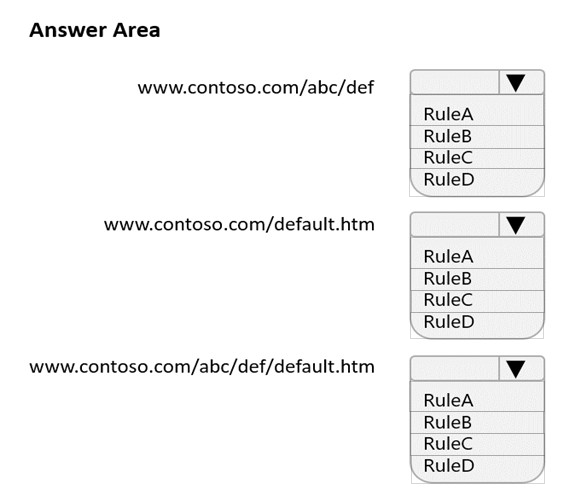 Answer Area
www.contoso.com/abc/def
RuleA
RuleB
RuleC
RuleD
www.contoso.com/default.htm
RuleA
RuleB
RuleC
RuleD
www.contoso.com/abc/def/default.htm
RuleA
RuleB
RuleC
RuleD